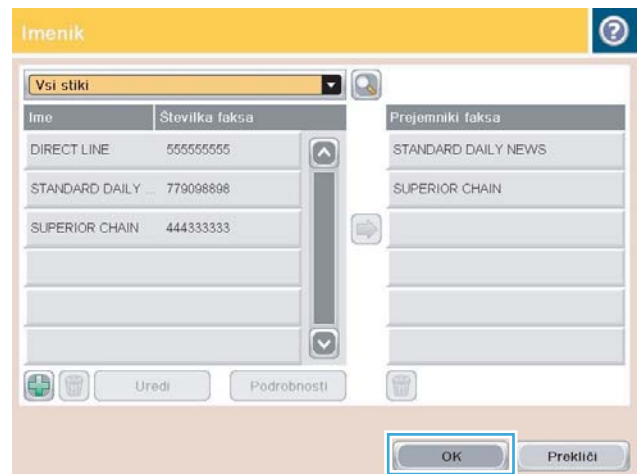 Imenik
Vsi stiki
Ime Številka faksa
DIRECT LINE 555555555
STANDARD DAILY ... 779098898
SUPERIOR CHAIN 444333333
Prejemniki faksa
STANDARD DAILY NEWS
SUPERIOR CHAIN
Uredi Podrobnosti
OK Prekliči